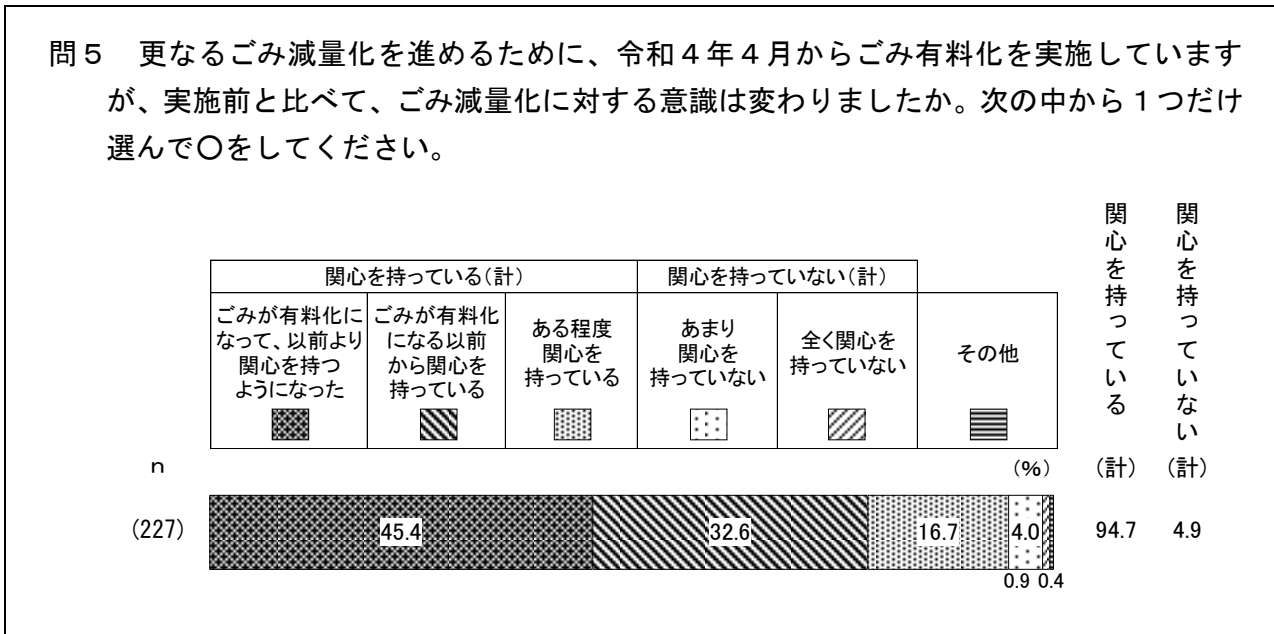 問５　更なるごみ減量化を進めるために、令和４年４月からごみ有料化を実施しています
が、実施前と比べて、ごみ減量化に対する意識は変わりましたか。次の中から１つだけ
選んで〇をしてください。
関心を持っている(計)
関心を持っていない(計)
ごみが有料化に
なって、以前より
関心を持つ
ようになった
ごみが有料化
になる以前
から関心を
持っている
ある程度
関心を
持っている
あまり
関心を
持っていない
全く関心を
持っていない
その他
関心を持っている
(計)
関心を持っていない
(計)
ｎ
(%)
(227)
45.4
32.6
16.7
4.0
0.9
0.4
94.7
4.9